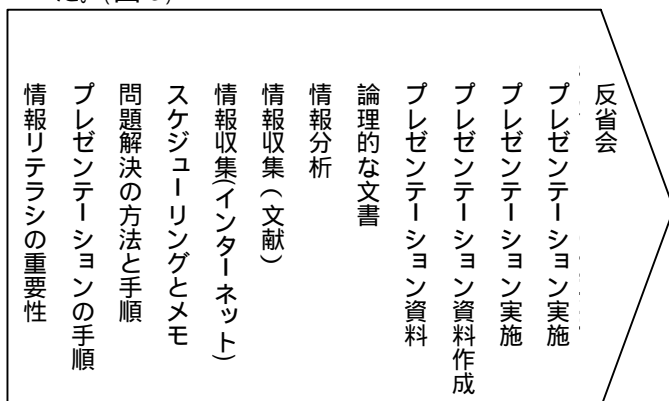 情報リテラシの重要性
プレゼンテーションの手順
問題解決の方法と手順
スケジューリングとメモ
情報収集(インターネット)
情報収集(文献)
情報分析
論理的な文書
プレゼンテーション資料
プレゼンテーション資料作成
プレゼンテーション実施
プレゼンテーション実施
反省会